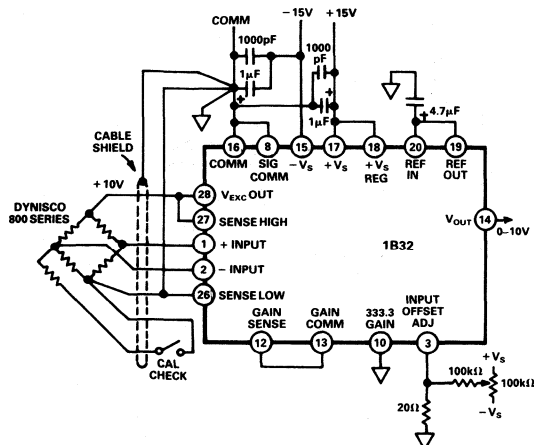 COMM
−15V
+15V
1000pF
1000
pF
1μF
+
1μF
+
4.7μF
+
CABLE
SHIELD
16
8
15
17
18
20
19
COMM
SIG
COMM
−VS
+VS
+VS
REG
REF
IN
REF
OUT
+10V
DYNISCO
800 SERIES
28
VEXC OUT
27
SENSE HIGH
1
+ INPUT
2
− INPUT
26
SENSE LOW
1B32
VOUT
14
0–10V
CAL
CHECK
GAIN
SENSE
GAIN
COMM
333.3
GAIN
INPUT
OFFSET
ADJ
12
13
10
3
+VS
100kΩ
100kΩ
−VS
20Ω